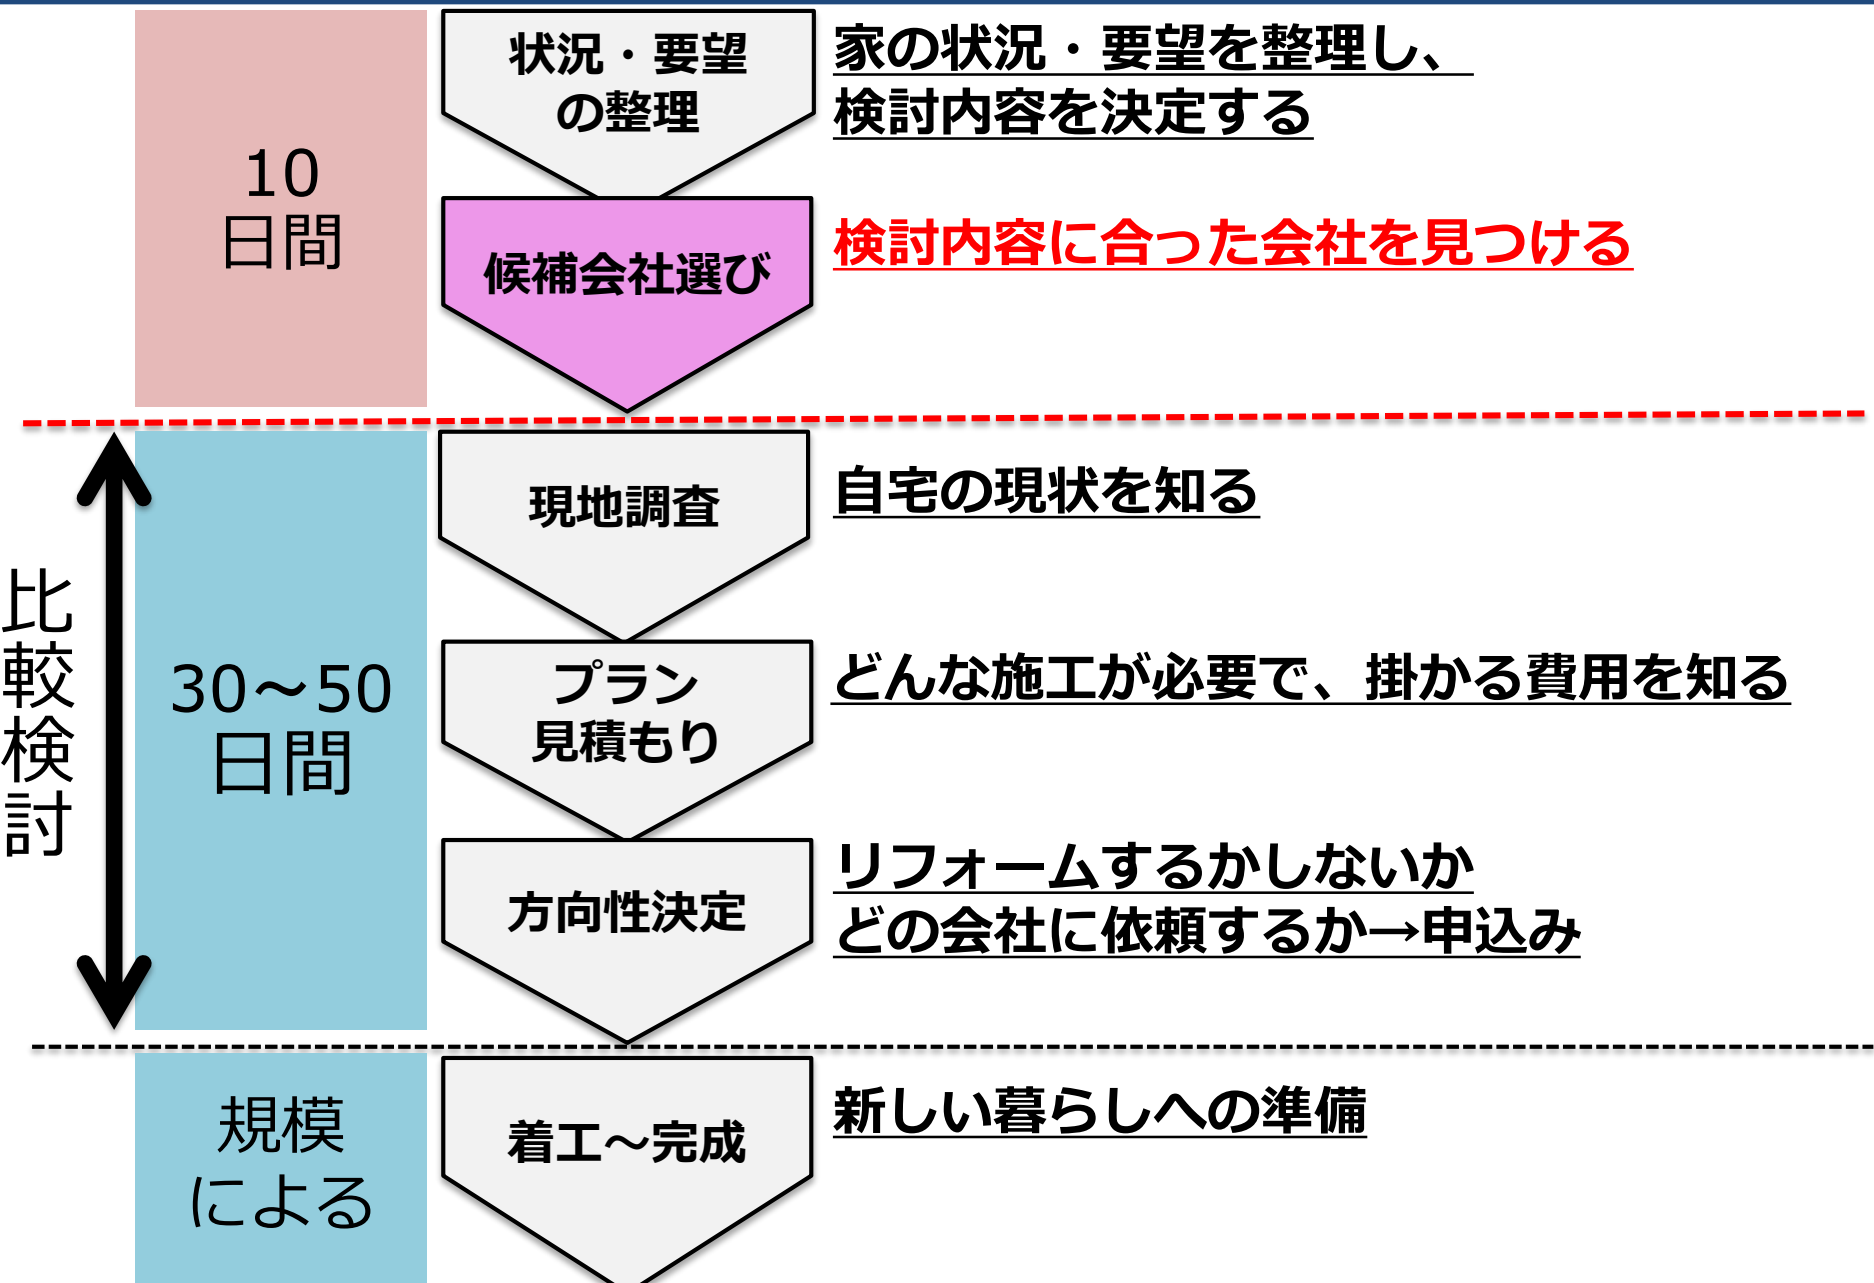 10
日間
状況・要望
の整理
家の状況・要望を整理し、
検討内容を決定する
候補会社選び
検討内容に合った会社を見つける
比較検討
30～50
日間
現地調査
自宅の現状を知る
プラン
見積もり
どんな施工が必要で、掛かる費用を知る
方向性決定
リフォームするかしないか
どの会社に依頼するか→申込み
規模
による
着工～完成
新しい暮らしへの準備